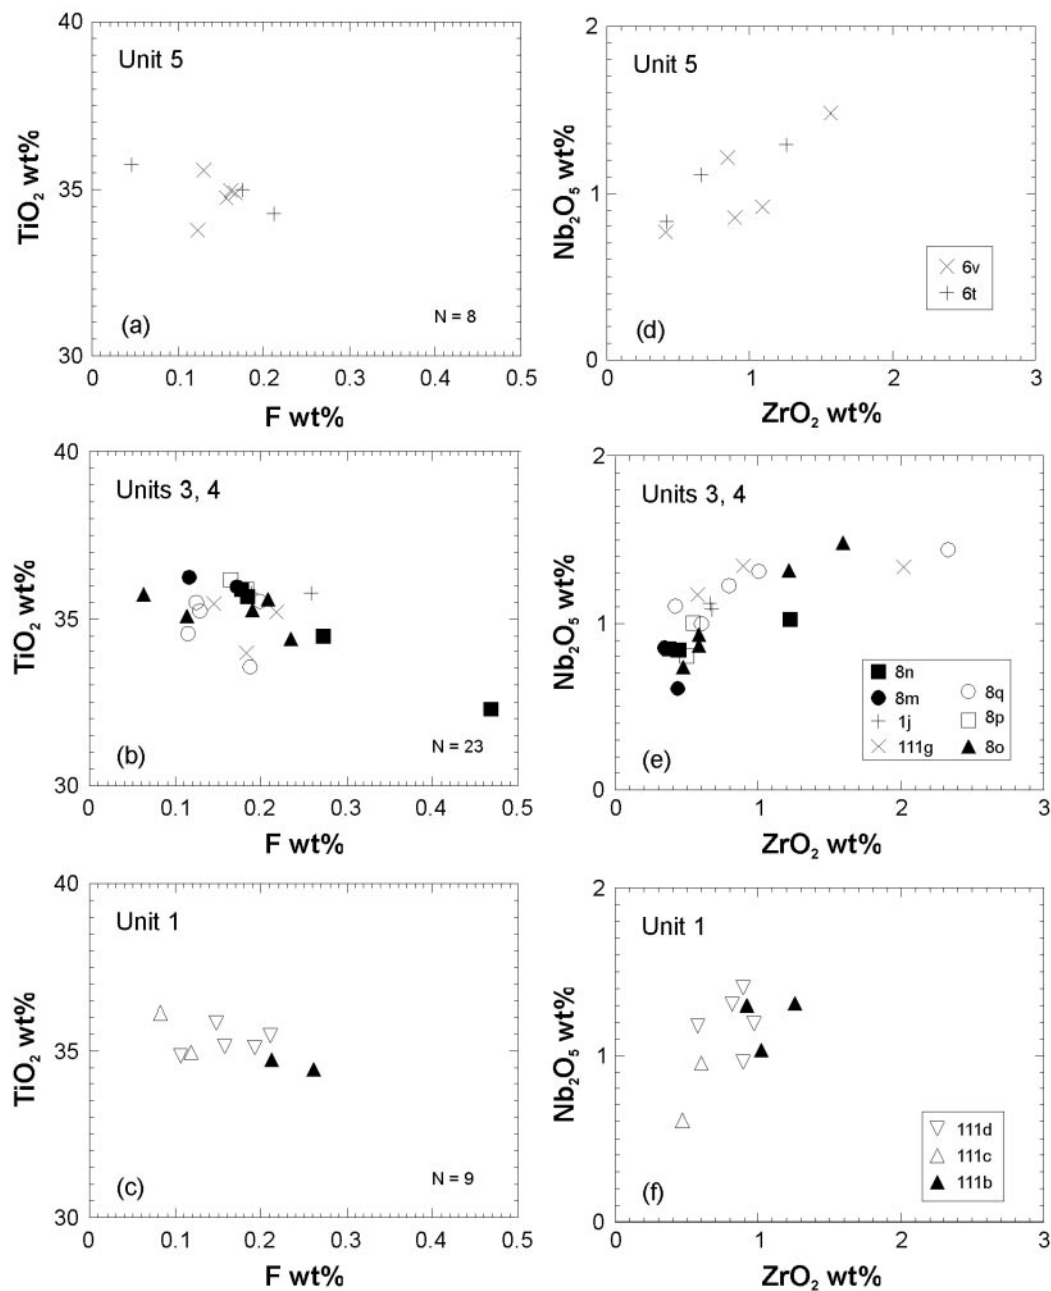 40
Unit 5
TiO₂ wt%
35
(a)
N = 8
30
0 0.1 0.2 0.3 0.4 0.5
F wt%
2
Unit 5
Nb₂O₅ wt%
1
6v
6t
(d)
0
0 1 2 3
ZrO₂ wt%
40
Units 3, 4
TiO₂ wt%
35
(b)
N = 23
30
0 0.1 0.2 0.3 0.4 0.5
F wt%
2
Units 3, 4
Nb₂O₅ wt%
1
8n
8m 8q
1j 8p
111g 8o
(e)
0
0 1 2 3
ZrO₂ wt%
40
Unit 1
TiO₂ wt%
35
(c)
N = 9
30
0 0.1 0.2 0.3 0.4 0.5
F wt%
2
Unit 1
Nb₂O₅ wt%
1
111d
111c
111b
(f)
0
0 1 2 3
ZrO₂ wt%